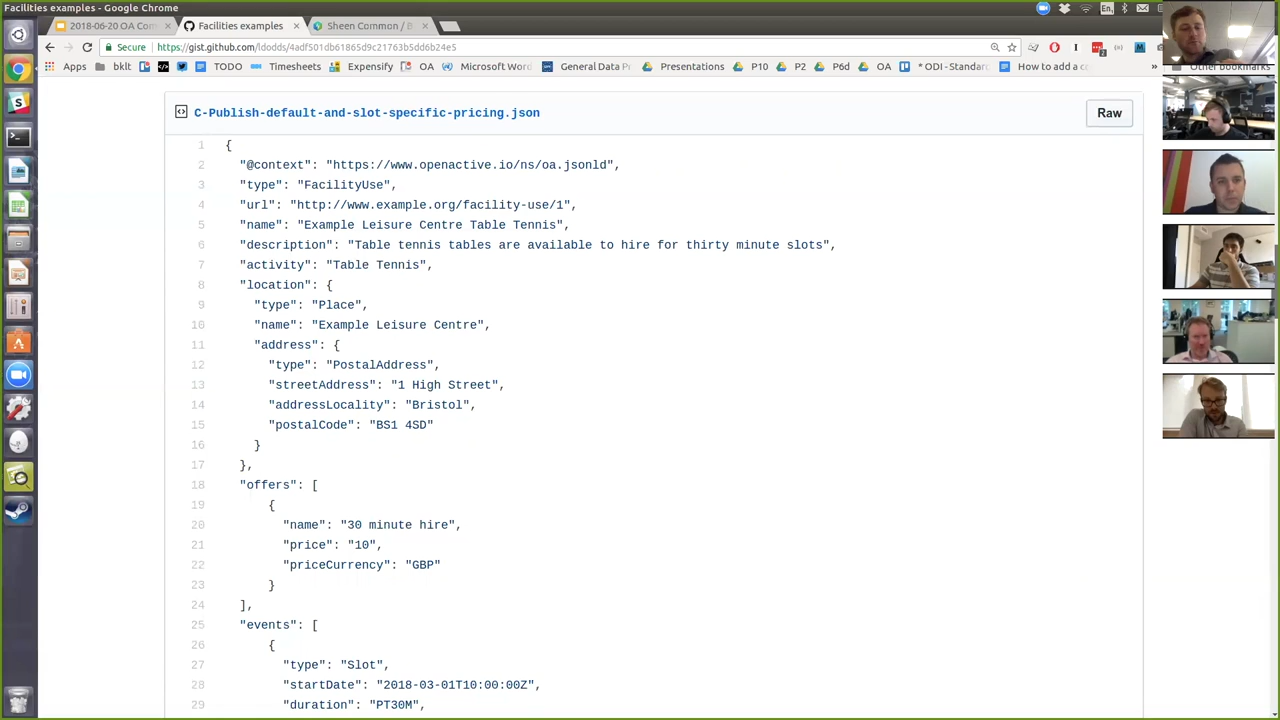 Facilities examples - Google Chrome
En
2018-06-20 OA Com
Facilities examples
Sheen Common / B
Secure
https://gist.github.com/ldodds/4adf501db61865d9c21763b5dd6b24e5
Apps
bklt
TODO
Timesheets
Expensify
OA
Microsoft Word
General Data Pr
Presentations
P10
P2
P6d
OA
* ODI - Standard
How to add a c
»
Other bookmarks
C-Publish-default-and-slot-specific-pricing.json
Raw
1 {
2 "@context": "https://www.openactive.io/ns/oa.jsonld",
3 "type": "FacilityUse",
4 "url": "http://www.example.org/facility-use/1",
5 "name": "Example Leisure Centre Table Tennis",
6 "description": "Table tennis tables are available to hire for thirty minute slots",
7 "activity": "Table Tennis",
8 "location": {
9 "type": "Place",
10 "name": "Example Leisure Centre",
11 "address": {
12 "type": "PostalAddress",
13 "streetAddress": "1 High Street",
14 "addressLocality": "Bristol",
15 "postalCode": "BS1 4SD"
16 }
17 },
18 "offers": [
19 {
20 "name": "30 minute hire",
21 "price": "10",
22 "priceCurrency": "GBP"
23 }
24 ],
25 "events": [
26 {
27 "type": "Slot",
28 "startDate": "2018-03-01T10:00:00Z",
29 "duration": "PT30M",